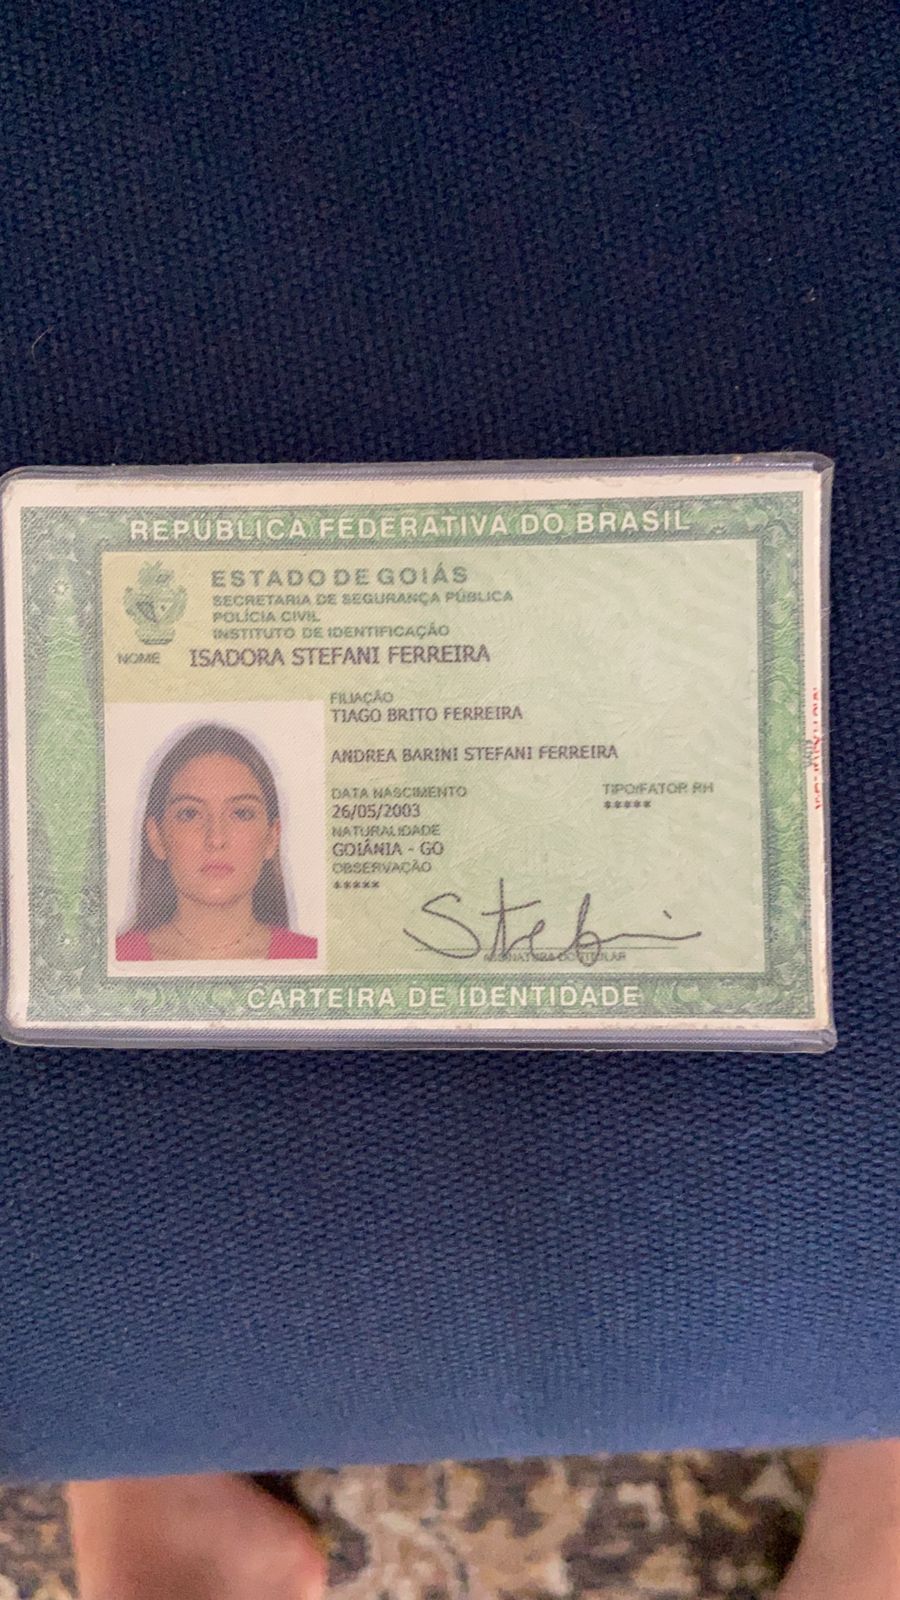 REPÚBLICA FEDERATIVA DO BRASIL
ESTADO DE GOIÁS
SECRETARIA DE SEGURANÇA PÚBLICA
POLÍCIA CIVIL
INSTITUTO DE IDENTIFICAÇÃO
NOME ISADORA STEFANI FERREIRA
FILIAÇÃO
TIAGO BRITO FERREIRA
ANDREA BARINI STEFANI FERREIRA
DATA NASCIMENTO TIPO/FATOR RH
26/05/2003 *****
NATURALIDADE
GOIÂNIA - GO
OBSERVAÇÃO
*****
Stefani
ASSINATURA DO TITULAR
CARTEIRA DE IDENTIDADE